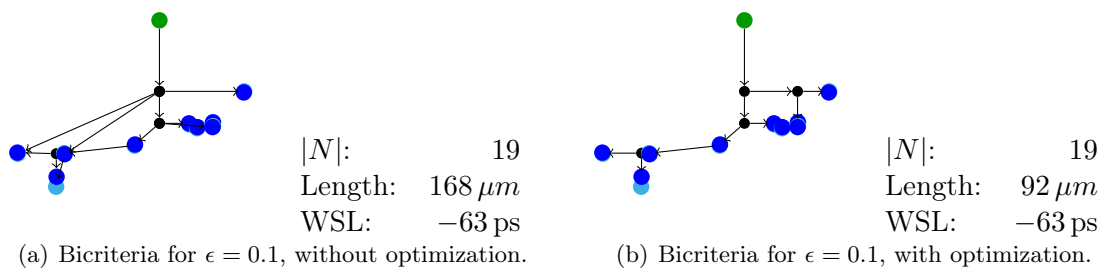 |N|: 19
Length: 168 μm
WSL: −63 ps
(a) Bicriteria for ϵ = 0.1, without optimization.
|N|: 19
Length: 92 μm
WSL: −63 ps
(b) Bicriteria for ϵ = 0.1, with optimization.